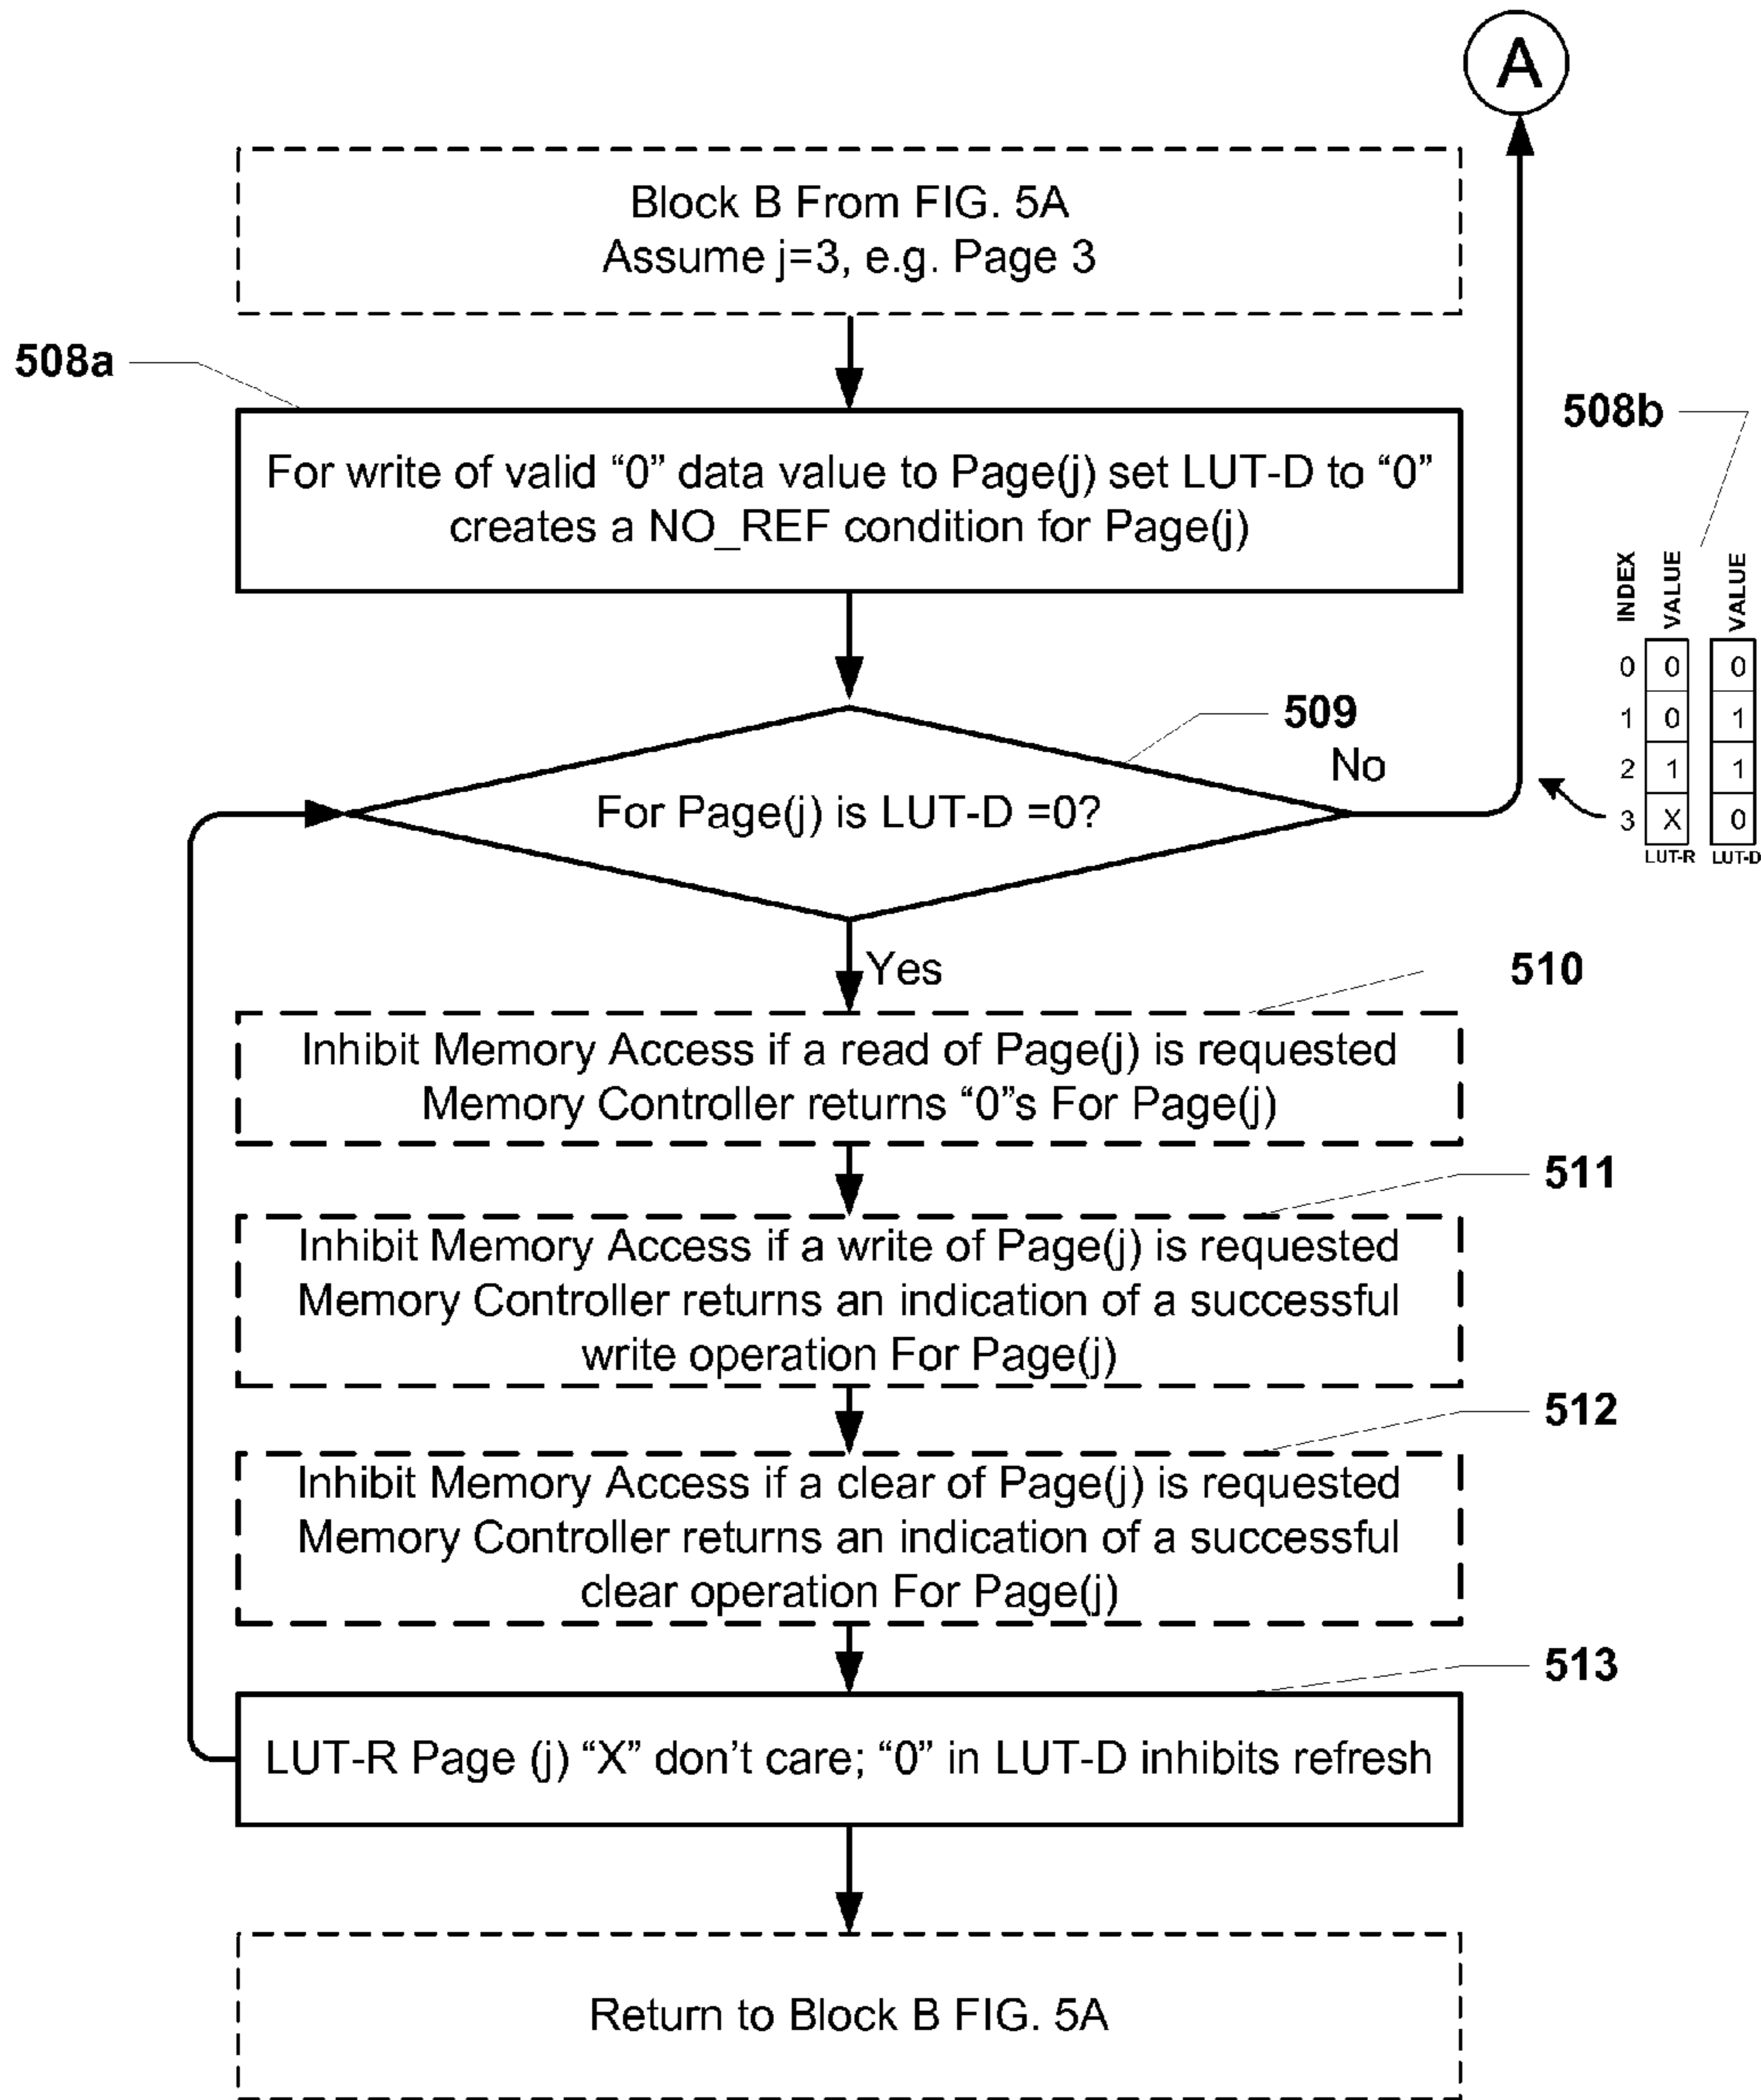 A
Block B From FIG. 5A
Assume j=3, e.g. Page 3
508a
508b
For write of valid “0” data value to Page(j) set LUT-D to “0”
creates a NO_REF condition for Page(j)
INDEX VALUE VALUE
0 0 0
1 0 1
2 1 1
3 X 0
LUT-R LUT-D
509
No
For Page(j) is LUT-D =0?
Yes
510
Inhibit Memory Access if a read of Page(j) is requested
Memory Controller returns “0”s For Page(j)
511
Inhibit Memory Access if a write of Page(j) is requested
Memory Controller returns an indication of a successful
write operation For Page(j)
512
Inhibit Memory Access if a clear of Page(j) is requested
Memory Controller returns an indication of a successful
clear operation For Page(j)
513
LUT-R Page (j) “X” don’t care; “0” in LUT-D inhibits refresh
Return to Block B FIG. 5A